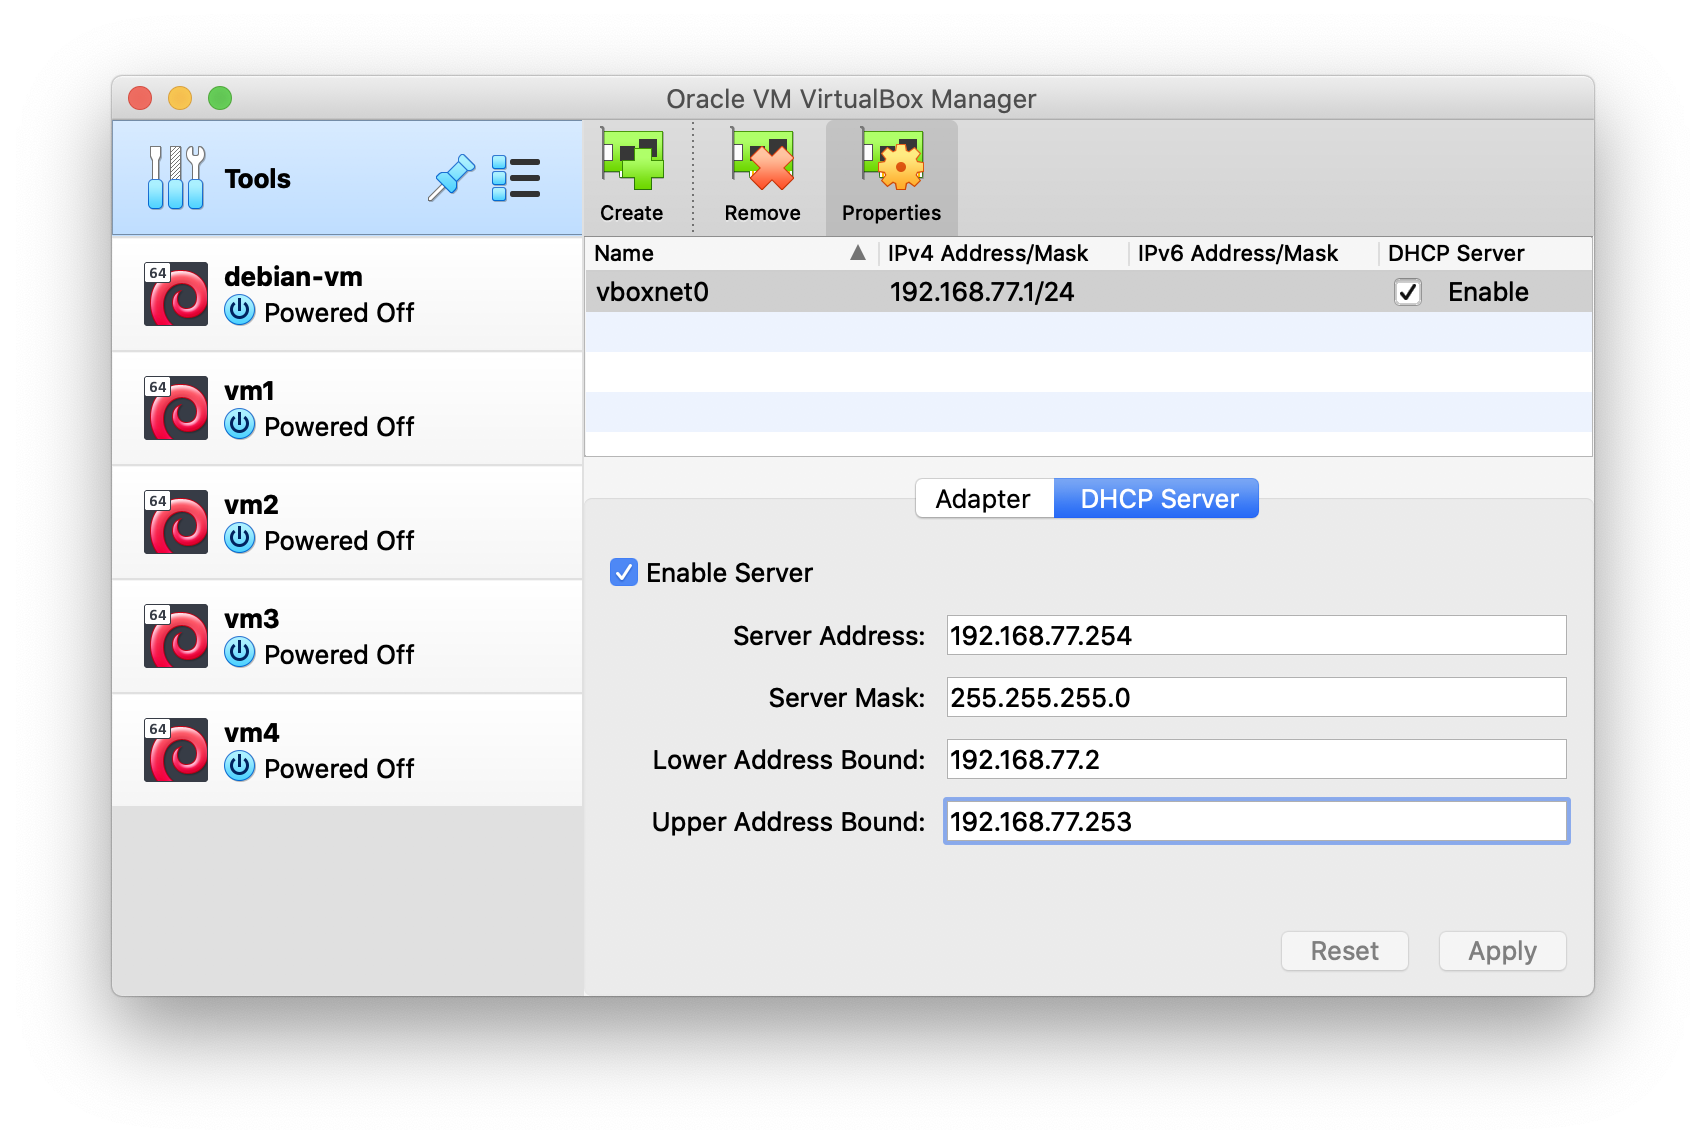 Oracle VM VirtualBox Manager
Tools
Create
Remove
Properties
64
debian-vm
Powered Off
64
vm1
Powered Off
64
vm2
Powered Off
64
vm3
Powered Off
64
vm4
Powered Off
Name IPv4 Address/Mask IPv6 Address/Mask DHCP Server
vboxnet0 192.168.77.1/24 Enable
Adapter DHCP Server
Enable Server
Server Address: 192.168.77.254
Server Mask: 255.255.255.0
Lower Address Bound: 192.168.77.2
Upper Address Bound: 192.168.77.253
Reset Apply